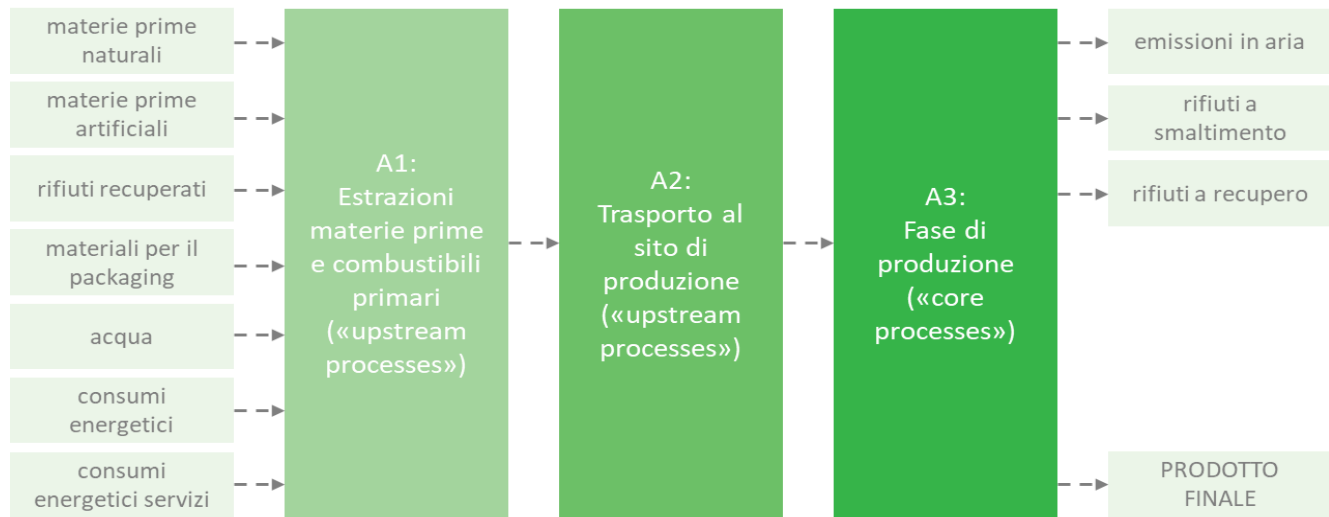 materie prime
naturali
materie prime
artificiali
rifiuti recuperati
materiali per il
packaging
acqua
consumi
energetici
consumi
energetici servizi
A1:
Estrazioni
materie prime
e combustibili
primari
(«upstream
processes»)
A2:
Trasporto al
sito di
produzione
(«upstream
processes»)
A3:
Fase di
produzione
(«core
processes»)
emissioni in aria
rifiuti a
smaltimento
rifiuti a recupero
PRODOTTO
FINALE